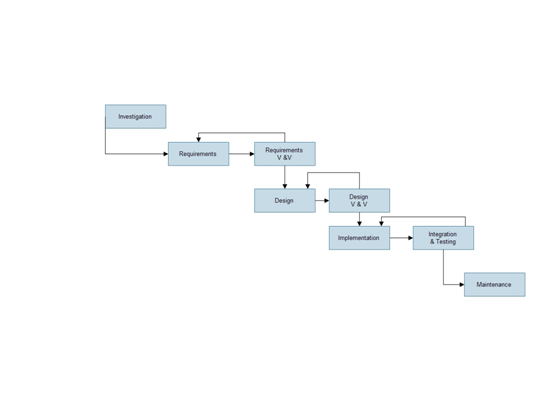 Investigation
Requirements
Requirements
V &V
Design
Design
V & V
Implementation
Integration
& Testing
Maintenance